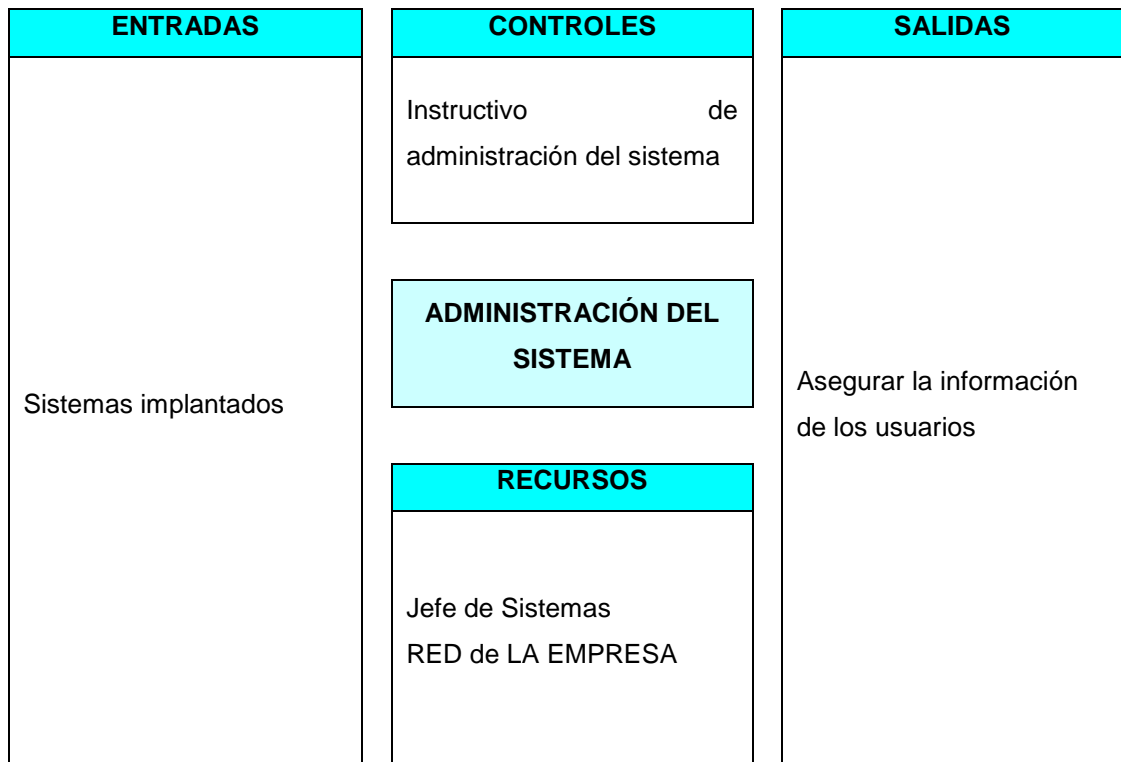 ENTRADAS
Sistemas implantados
CONTROLES
Instructivo de
administración del sistema
ADMINISTRACIÓN DEL
SISTEMA
RECURSOS
Jefe de Sistemas
RED de LA EMPRESA
SALIDAS
Asegurar la información
de los usuarios